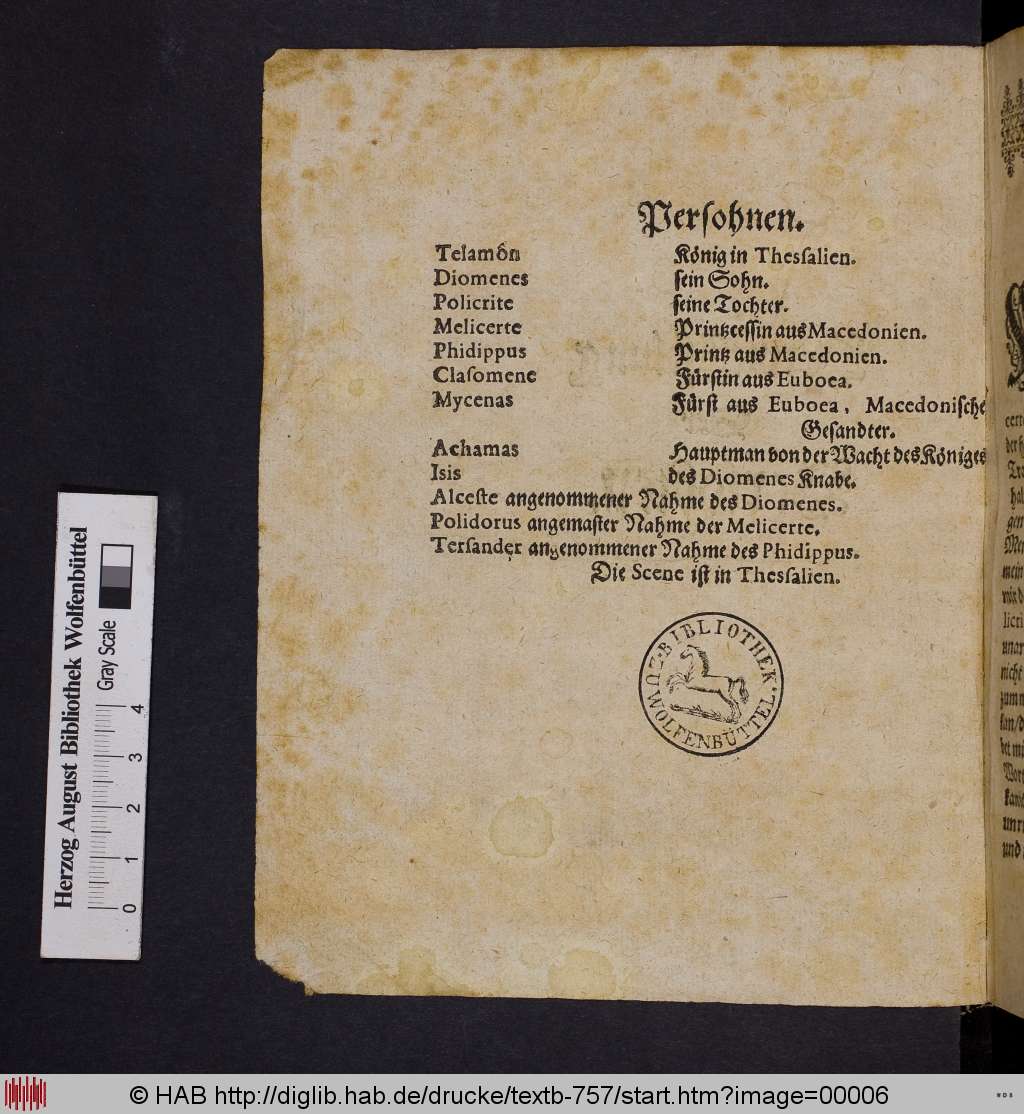 Perſohnen.
Telamôn König in Thesſalien.
Diomenes ſein Sohn.
Policrite ſeine Tochter.
Melicerte Printzeſſin aus Macedonien.
Phidippus Printz aus Macedonien.
Claſomene Fürſtin aus Euboea.
Mycenas Fürſt aus Euboea, Macedoniſche
Geſandter.
Achamas Hauptman von der Wacht des Königes
Isis des Diomenes Knabe.
Alceſte angenommener Nahme des Diomenes.
Polidorus angemaſter Nahme der Melicerte.
Terſander angenommener Nahme des Phidippus.
Die Scene iſt in Thesſalien.
BIBLIOTHEK
ZU WOLFENBÜTTEL.
Herzog August Bibliothek Wolfenbüttel
Gray Scale
0 1 2 3 4
© HAB http://diglib.hab.de/drucke/textb-757/start.htm?image=00006